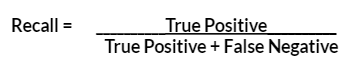 Recall = True Positive
True Positive + False Negative